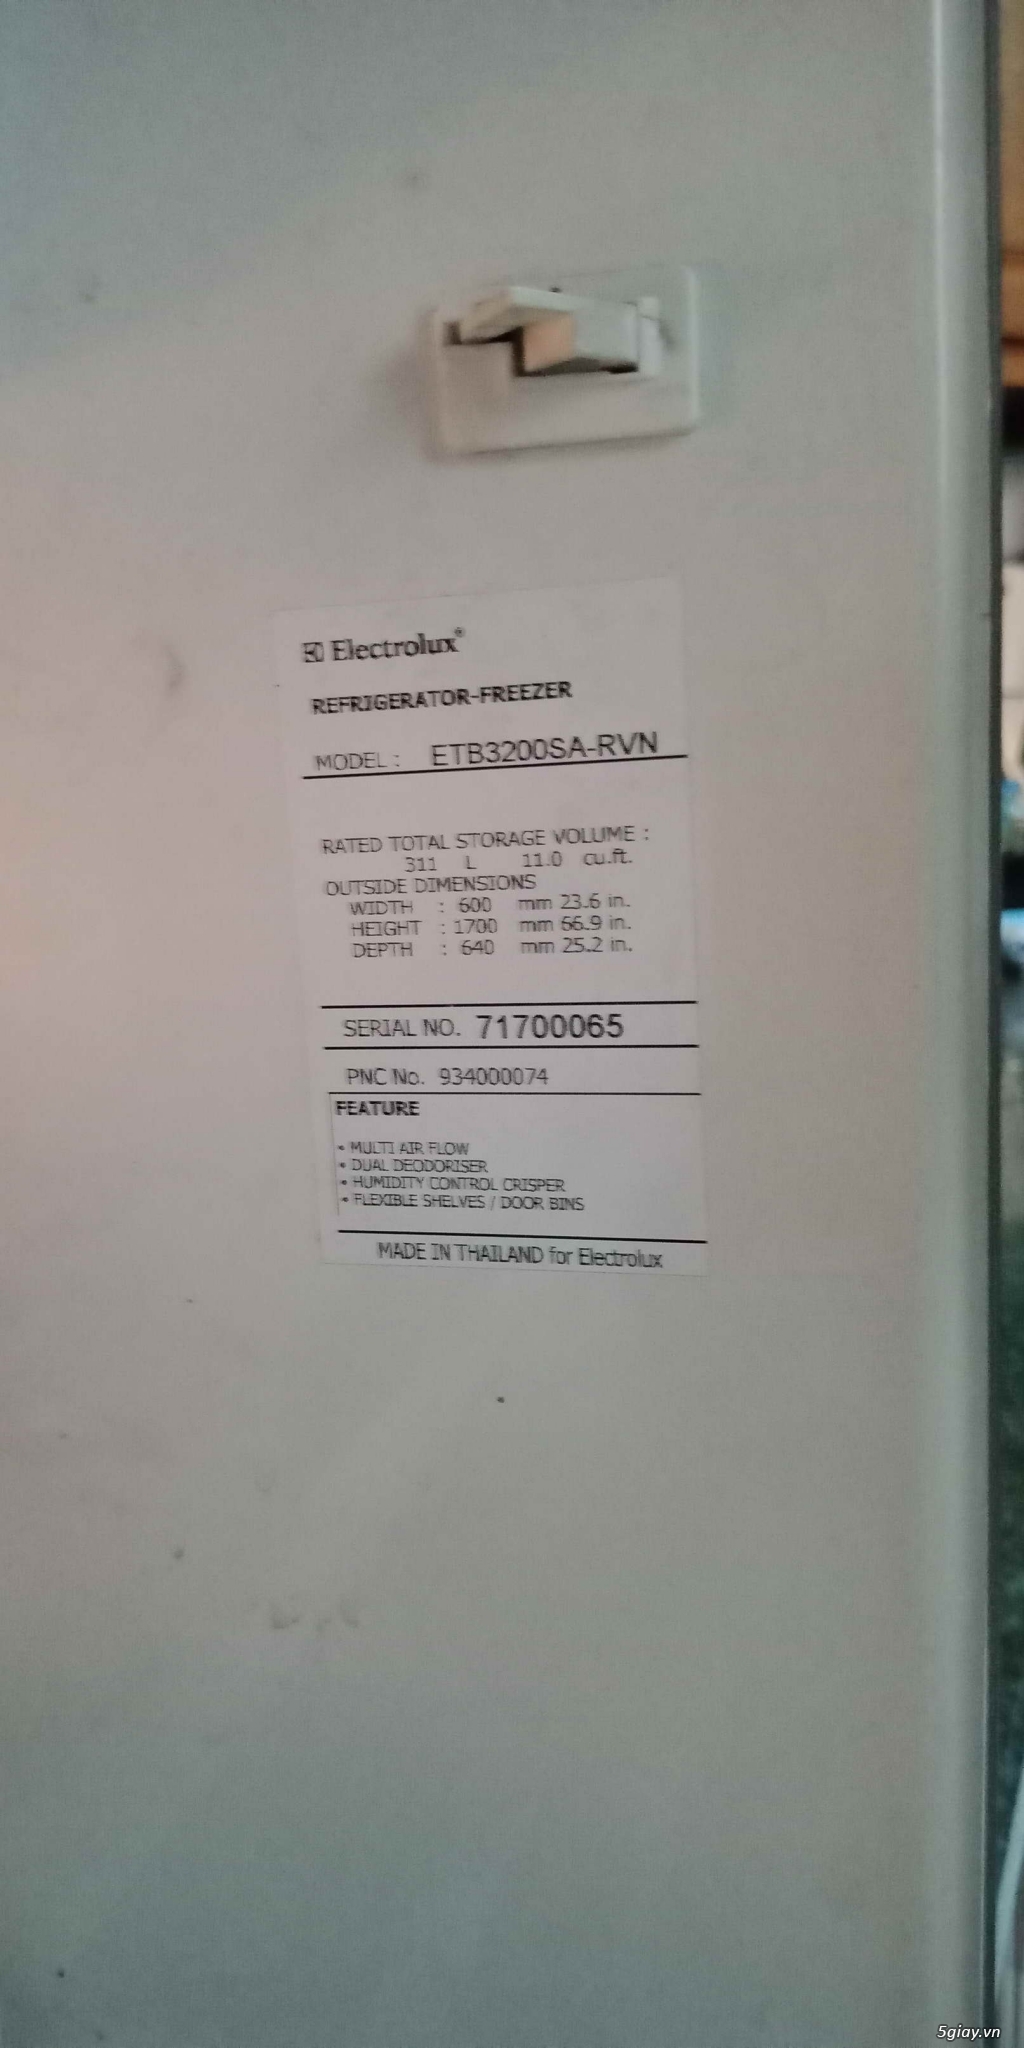 Electrolux®
REFRIGERATOR-FREEZER
MODEL : ETB3200SA-RVN
RATED TOTAL STORAGE VOLUME :
311 L 11.0 cu.ft.
OUTSIDE DIMENSIONS
WIDTH : 600 mm 23.6 in.
HEIGHT : 1700 mm 66.9 in.
DEPTH : 640 mm 25.2 in.
SERIAL NO. 71700065
PNC No. 934000074
FEATURE
• MULTI AIR FLOW
• DUAL DEODORISER
• HUMIDITY CONTROL CRISPER
• FLEXIBLE SHELVES / DOOR BINS
MADE IN THAILAND for Electrolux
5giay.vn